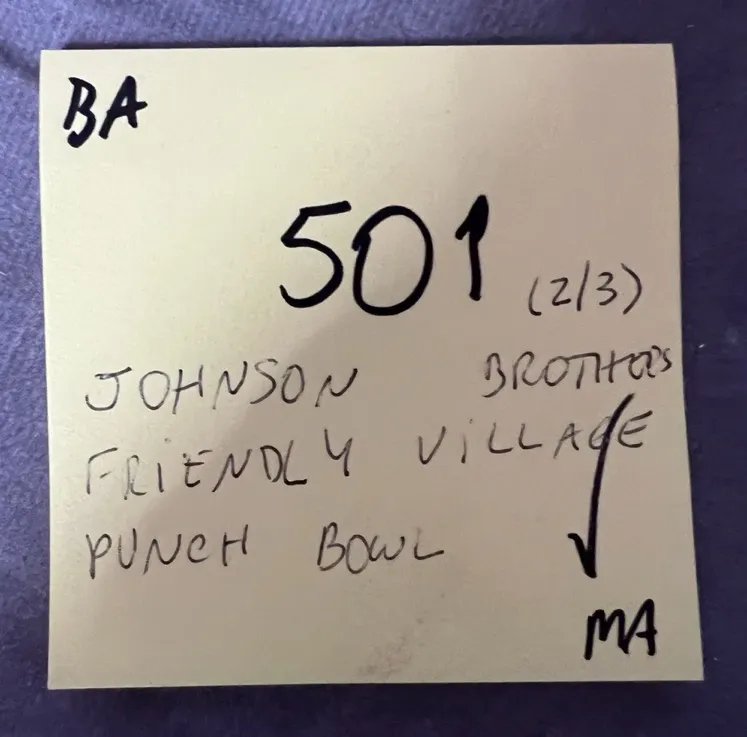 BA
501 (2/3)
JOHNSON BROTHERS
FRIENDLY VILLAGE
PUNCH BOWL
MA